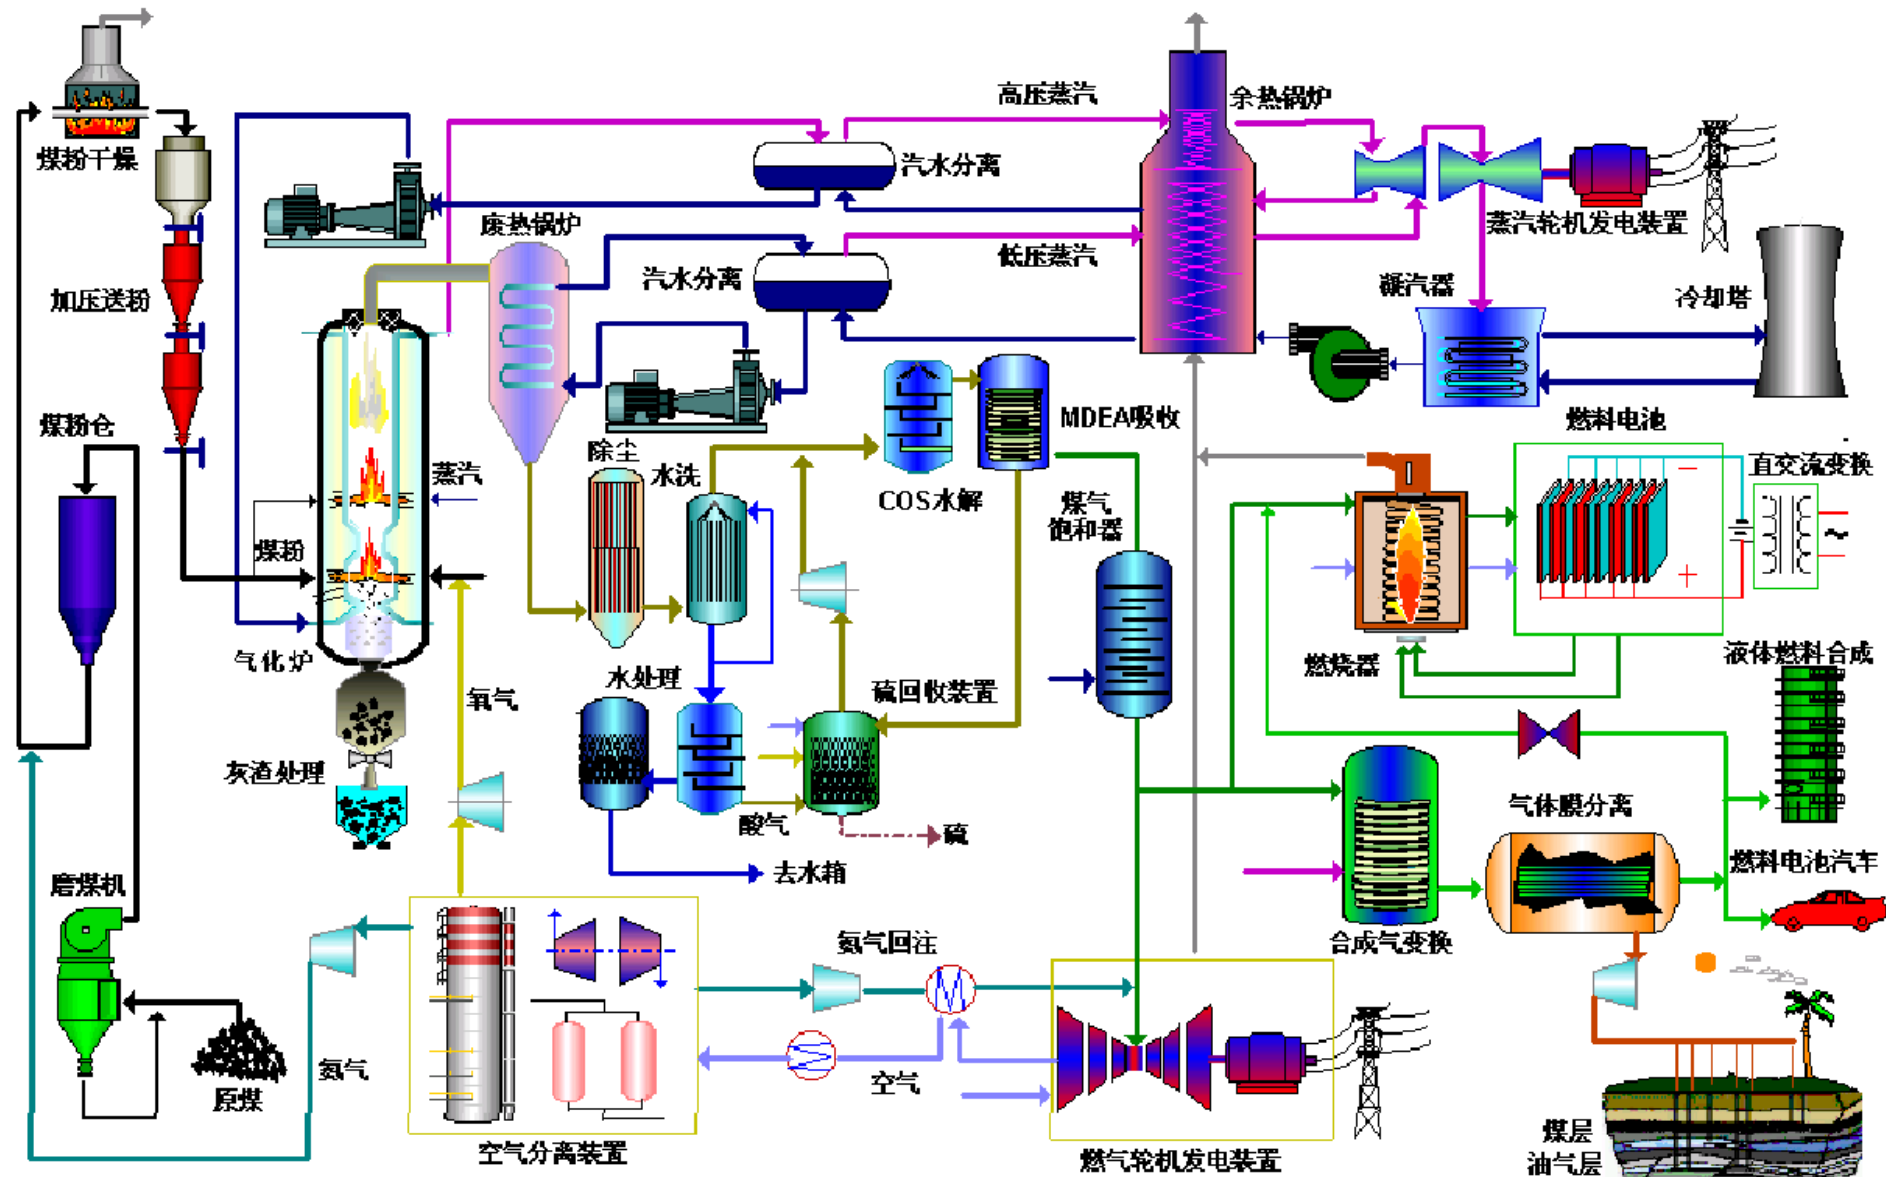 高压蒸汽
余热锅炉
煤粉干燥
汽水分离
废热锅炉
蒸汽轮机发电装置
低压蒸汽
汽水分离
凝汽器
冷却塔
加压送粉
煤粉仓
MDEA吸收
燃料电池
除尘
水洗
直交流变换
蒸汽
COS水解
煤气
饱和器
煤粉
−
+
~
气化炉
燃烧器
液体燃料合成
水处理
氧气
硫回收装置
灰渣处理
气体膜分离
酸气
硫
去水箱
燃料电池汽车
磨煤机
氮气回注
合成气变换
氮气
原煤
空气
空气分离装置
燃气轮机发电装置
煤层
油气层